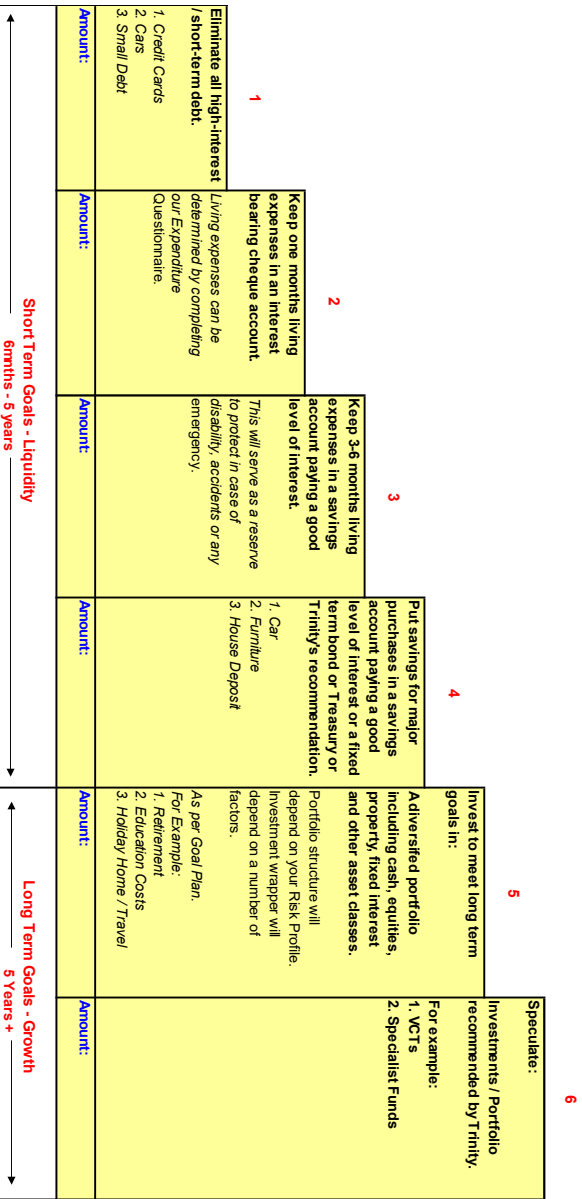 1
Eliminate all high-interest
/ short-term debt.
1. Credit Cards
2. Cars
3. Small Debt
Amount:
2
Keep one months living
expenses in an interest
bearing cheque account.
Living expenses can be
determined by completing
our Expenditure
Questionnaire.
Amount:
3
Keep 3-6 months living
expenses in a savings
account paying a good
level of interest.
This will serve as a reserve
to protect in case of
disability, accidents or any
emergency.
Amount:
4
Put savings for major
purchases in a savings
account paying a good
level of interest or a fixed
term bond or Treasury or
Trinity's recommendation.
1. Car
2. Furniture
3. House Deposit
Amount:
5
Invest to meet long term
goals in:
A diversifed portfolio
including cash, equities,
property, fixed interest
and other asset classes.
Portfolio structure will
depend on your Risk Profile.
Investment wrapper will
depend on a number of
factors.
As per Goal Plan.
For Example:
1. Retirement
2. Education Costs
3. Holiday Home / Travel
Amount:
6
Speculate:
Investments / Portfolio
recommended by Trinity.
For example:
1. VCTs
2. Specialist Funds
Amount:
Short Term Goals - Liquidity
6mnths - 5 years
Long Term Goals - Growth
5 Years +